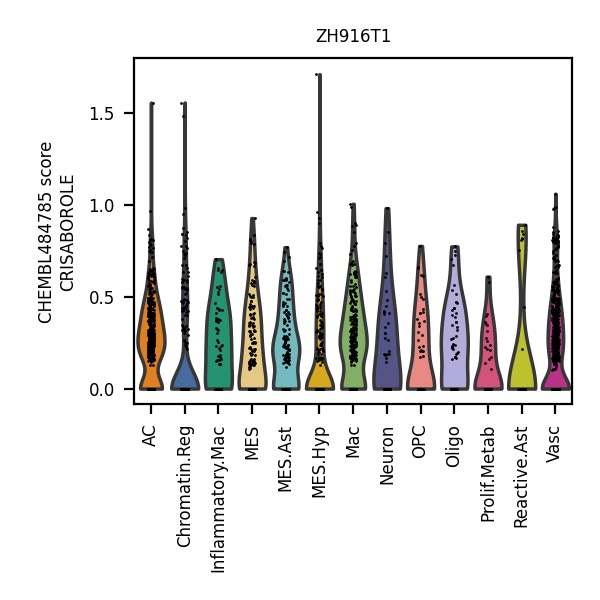 ZH916T1
CHEMBL484785 score
CRISABOROLE
1.5
1.0
0.5
0.0
AC
Chromatin.Reg
Inflammatory.Mac
MES
MES.Ast
MES.Hyp
Mac
Neuron
OPC
Oligo
Prolif.Metab
Reactive.Ast
Vasc